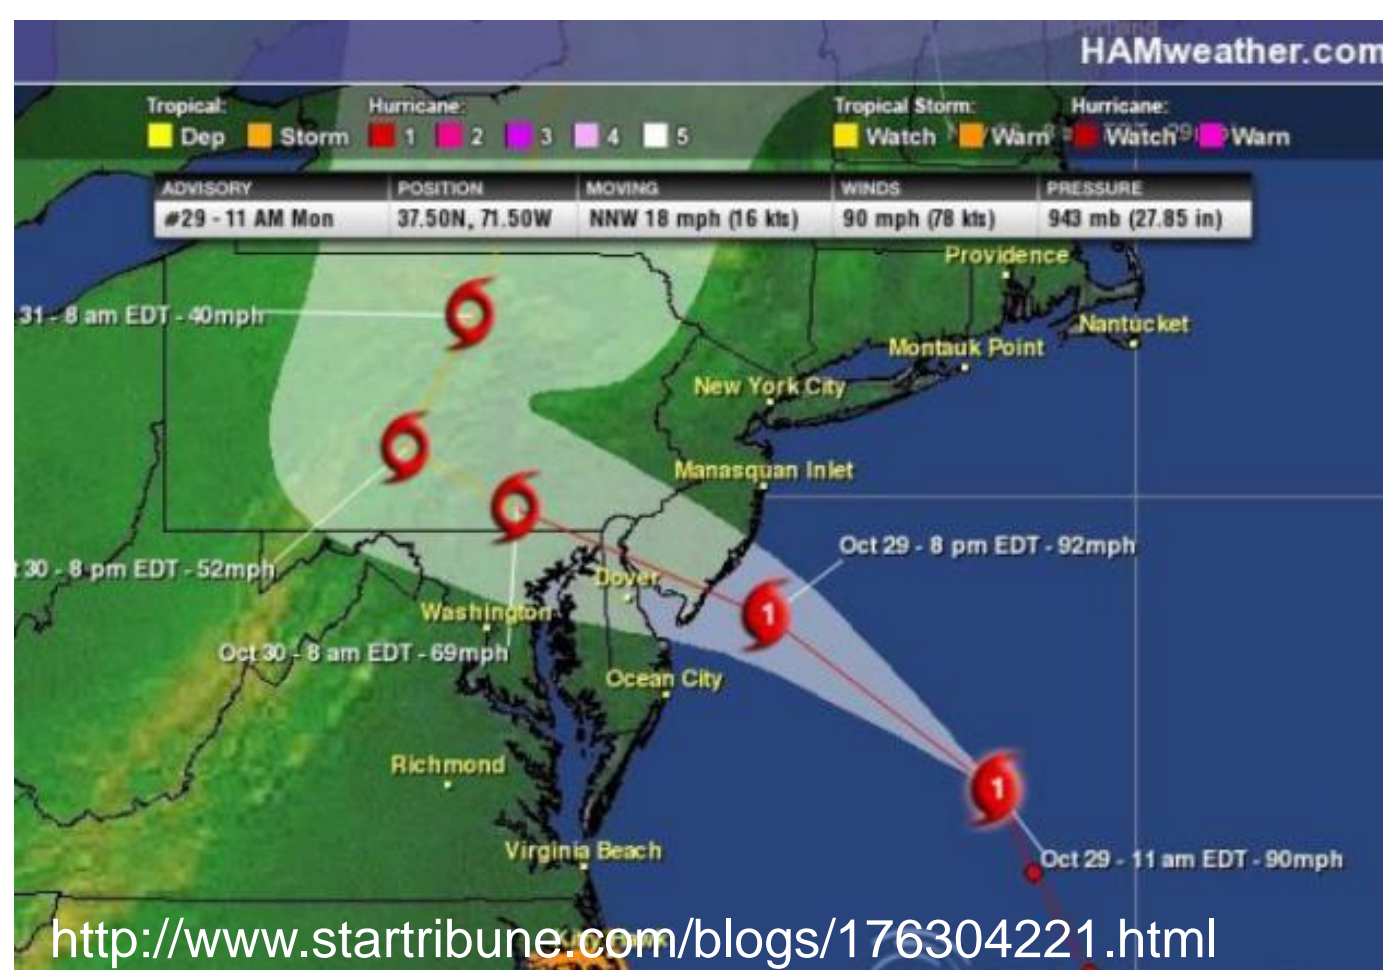 HAMweather.com
Tropical: Hurricane: Tropical Storm: Hurricane:
Dep Storm 1 2 3 4 5 Watch Warn Watch Warn
ADVISORY POSITION MOVING WINDS PRESSURE
#29 - 11 AM Mon 37.50N, 71.50W NNW 18 mph (16 kts) 90 mph (78 kts) 943 mb (27.85 in)
Providence
31 - 8 am EDT - 40mph
Nantucket
Montauk Point
New York City
Manasquan Inlet
Oct 29 - 8 pm EDT - 92mph
30 - 8 pm EDT - 52mph
Dover
1
Washington
Oct 30 - 8 am EDT - 69mph
Ocean City
Richmond
1
Virginia Beach
Oct 29 - 11 am EDT - 90mph
http://www.startribune.com/blogs/176304221.html